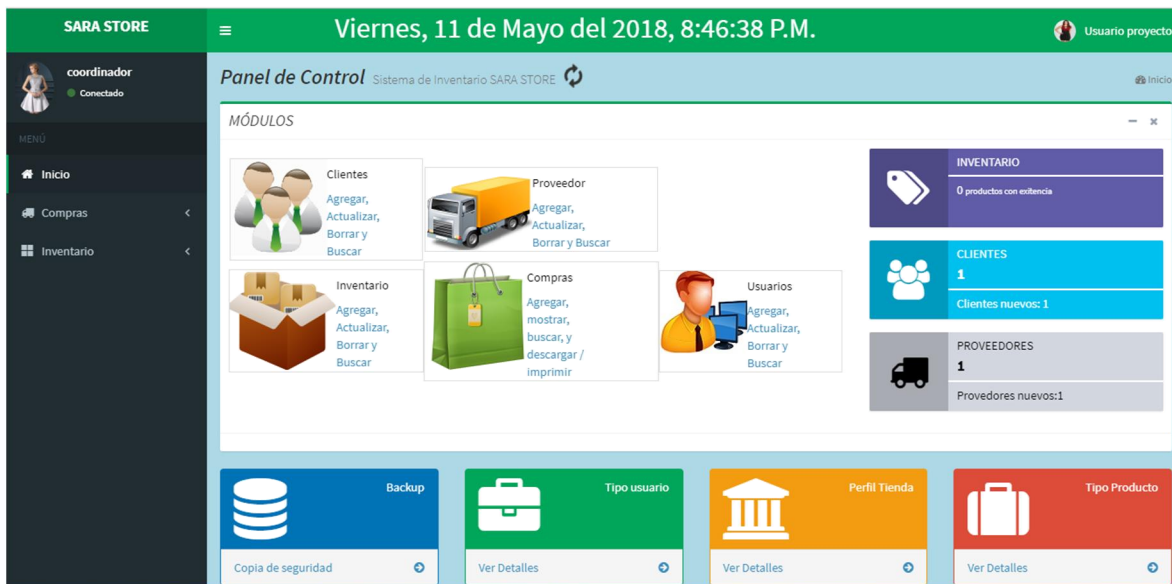 SARA STORE
Viernes, 11 de Mayo del 2018, 8:46:38 P.M.
Usuario proyecto
coordinador
Conectado
MENÚ
Inicio
Compras
Inventario
Panel de Control Sistema de Inventario SARA STORE
Inicio
MÓDULOS
Clientes
Agregar,
Actualizar,
Borrar y
Buscar
Proveedor
Agregar,
Actualizar,
Borrar y Buscar
Inventario
Agregar,
Actualizar,
Borrar y
Buscar
Compras
Agregar,
mostrar,
buscar, y
descargar /
imprimir
Usuarios
Agregar,
Actualizar,
Borrar y
Buscar
INVENTARIO
0 productos con exitencia
CLIENTES
1
Clientes nuevos: 1
PROVEEDORES
1
Provedores nuevos:1
Backup
Copia de seguridad
Tipo usuario
Ver Detalles
Perfil Tienda
Ver Detalles
Tipo Producto
Ver Detalles